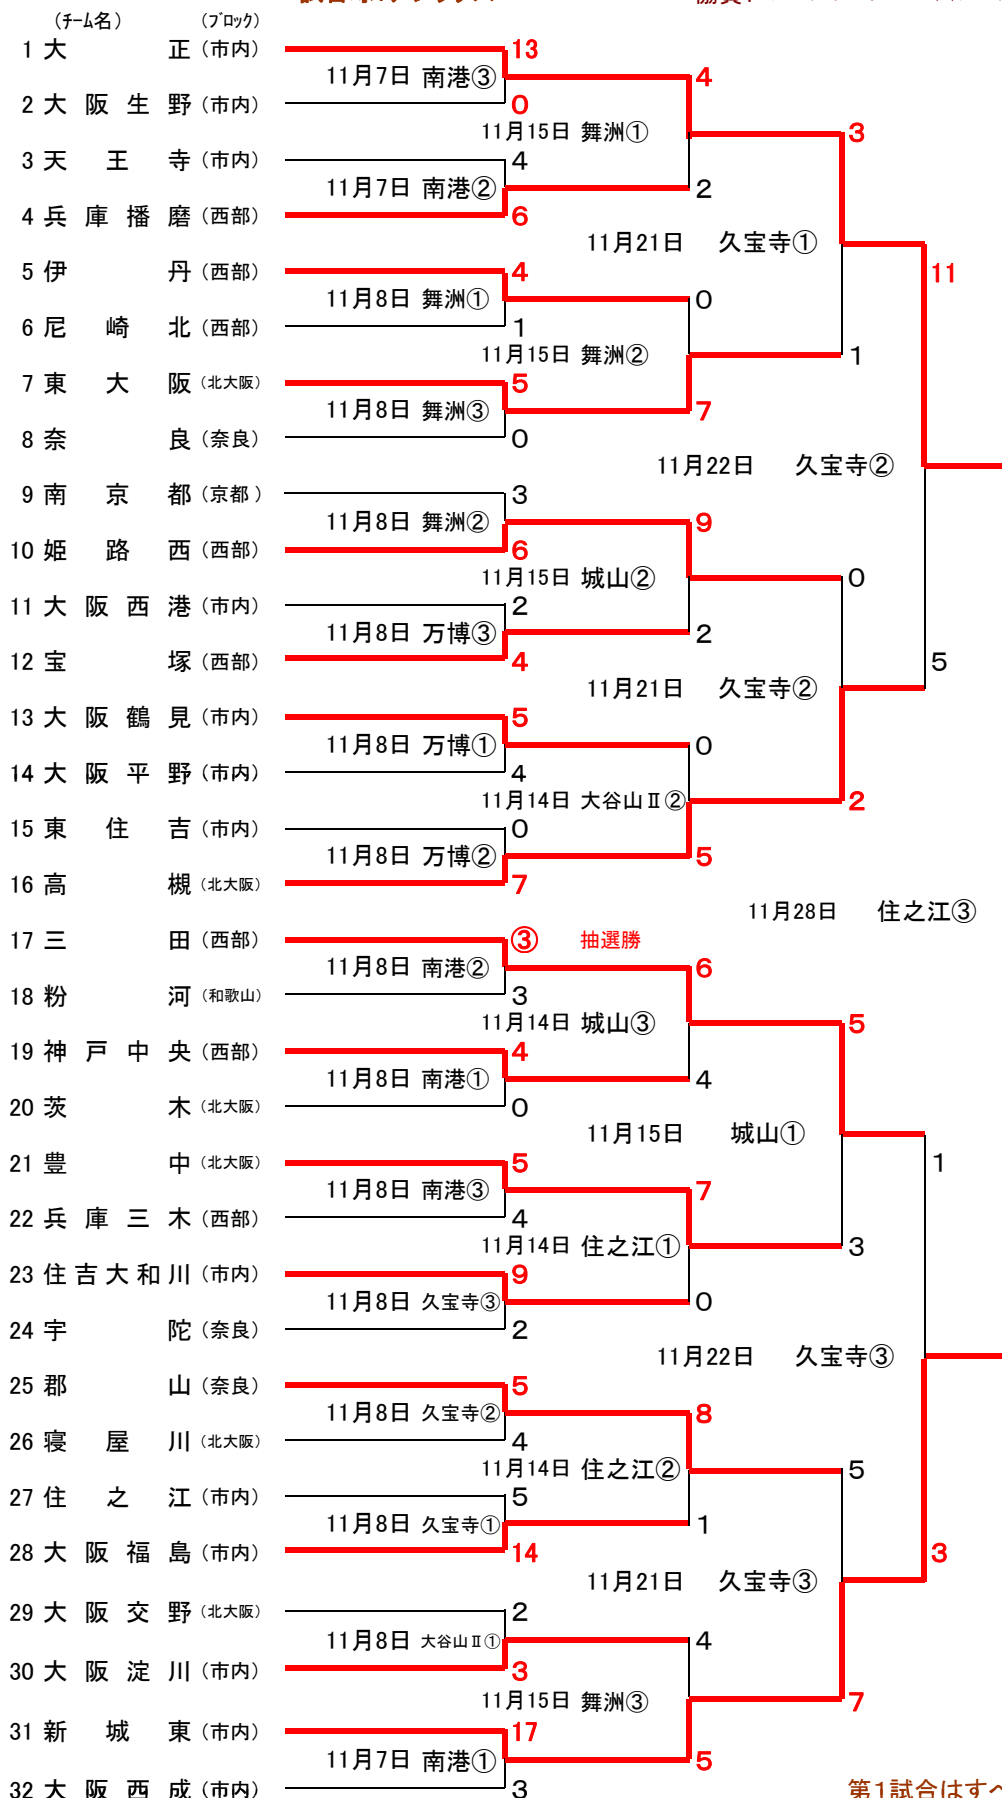 (ﾁｰﾑ名) (ﾌﾞﾛｯｸ)
1 大正 (市内) 13
11月7日 南港③ 4
2 大阪生野 (市内) 0
11月15日 舞洲① 3
3 天王寺 (市内) 4
11月7日 南港② 2
4 兵庫播磨 (西部) 6
11月21日 久宝寺①
5 伊丹 (西部) 4 11
11月8日 舞洲① 0
6 尼崎北 (西部) 1
11月15日 舞洲② 1
7 東大阪 (北大阪) 5
11月8日 舞洲③ 7
8 奈良 (奈良) 0
11月22日 久宝寺②
9 南京都 (京都) 3
11月8日 舞洲② 9
10 姫路西 (西部) 6
11月15日 城山② 0
11 大阪西港 (市内) 2
11月8日 万博③ 2
12 宝塚 (西部) 4 5
11月21日 久宝寺②
13 大阪鶴見 (市内) 5
11月8日 万博① 0
14 大阪平野 (市内) 4
11月14日 大谷山Ⅱ② 2
15 東住吉 (市内) 0
11月8日 万博② 5
16 高槻 (北大阪) 7
11月28日 住之江③
17 三田 (西部) ③ 抽選勝
11月8日 南港② 6
18 粉河 (和歌山) 3
11月14日 城山③ 5
19 神戸中央 (西部) 4
11月8日 南港① 4
20 茨木 (北大阪) 0
11月15日 城山①
21 豊中 (北大阪) 5 1
11月8日 南港③ 7
22 兵庫三木 (西部) 4
11月14日 住之江① 3
23 住吉大和川 (市内) 9
11月8日 久宝寺③ 0
24 宇陀 (奈良) 2
11月22日 久宝寺③
25 郡山 (奈良) 5
11月8日 久宝寺② 8
26 寝屋川 (北大阪) 4
11月14日 住之江② 5
27 住之江 (市内) 5
11月8日 久宝寺① 1
28 大阪福島 (市内) 14 3
11月21日 久宝寺③
29 大阪交野 (北大阪) 2
11月8日 大谷山Ⅱ① 4
30 大阪淀川 (市内) 3
11月15日 舞洲③ 7
31 新城東 (市内) 17
11月7日 南港① 5
32 大阪西成 (市内) 3
第1試合はすべ